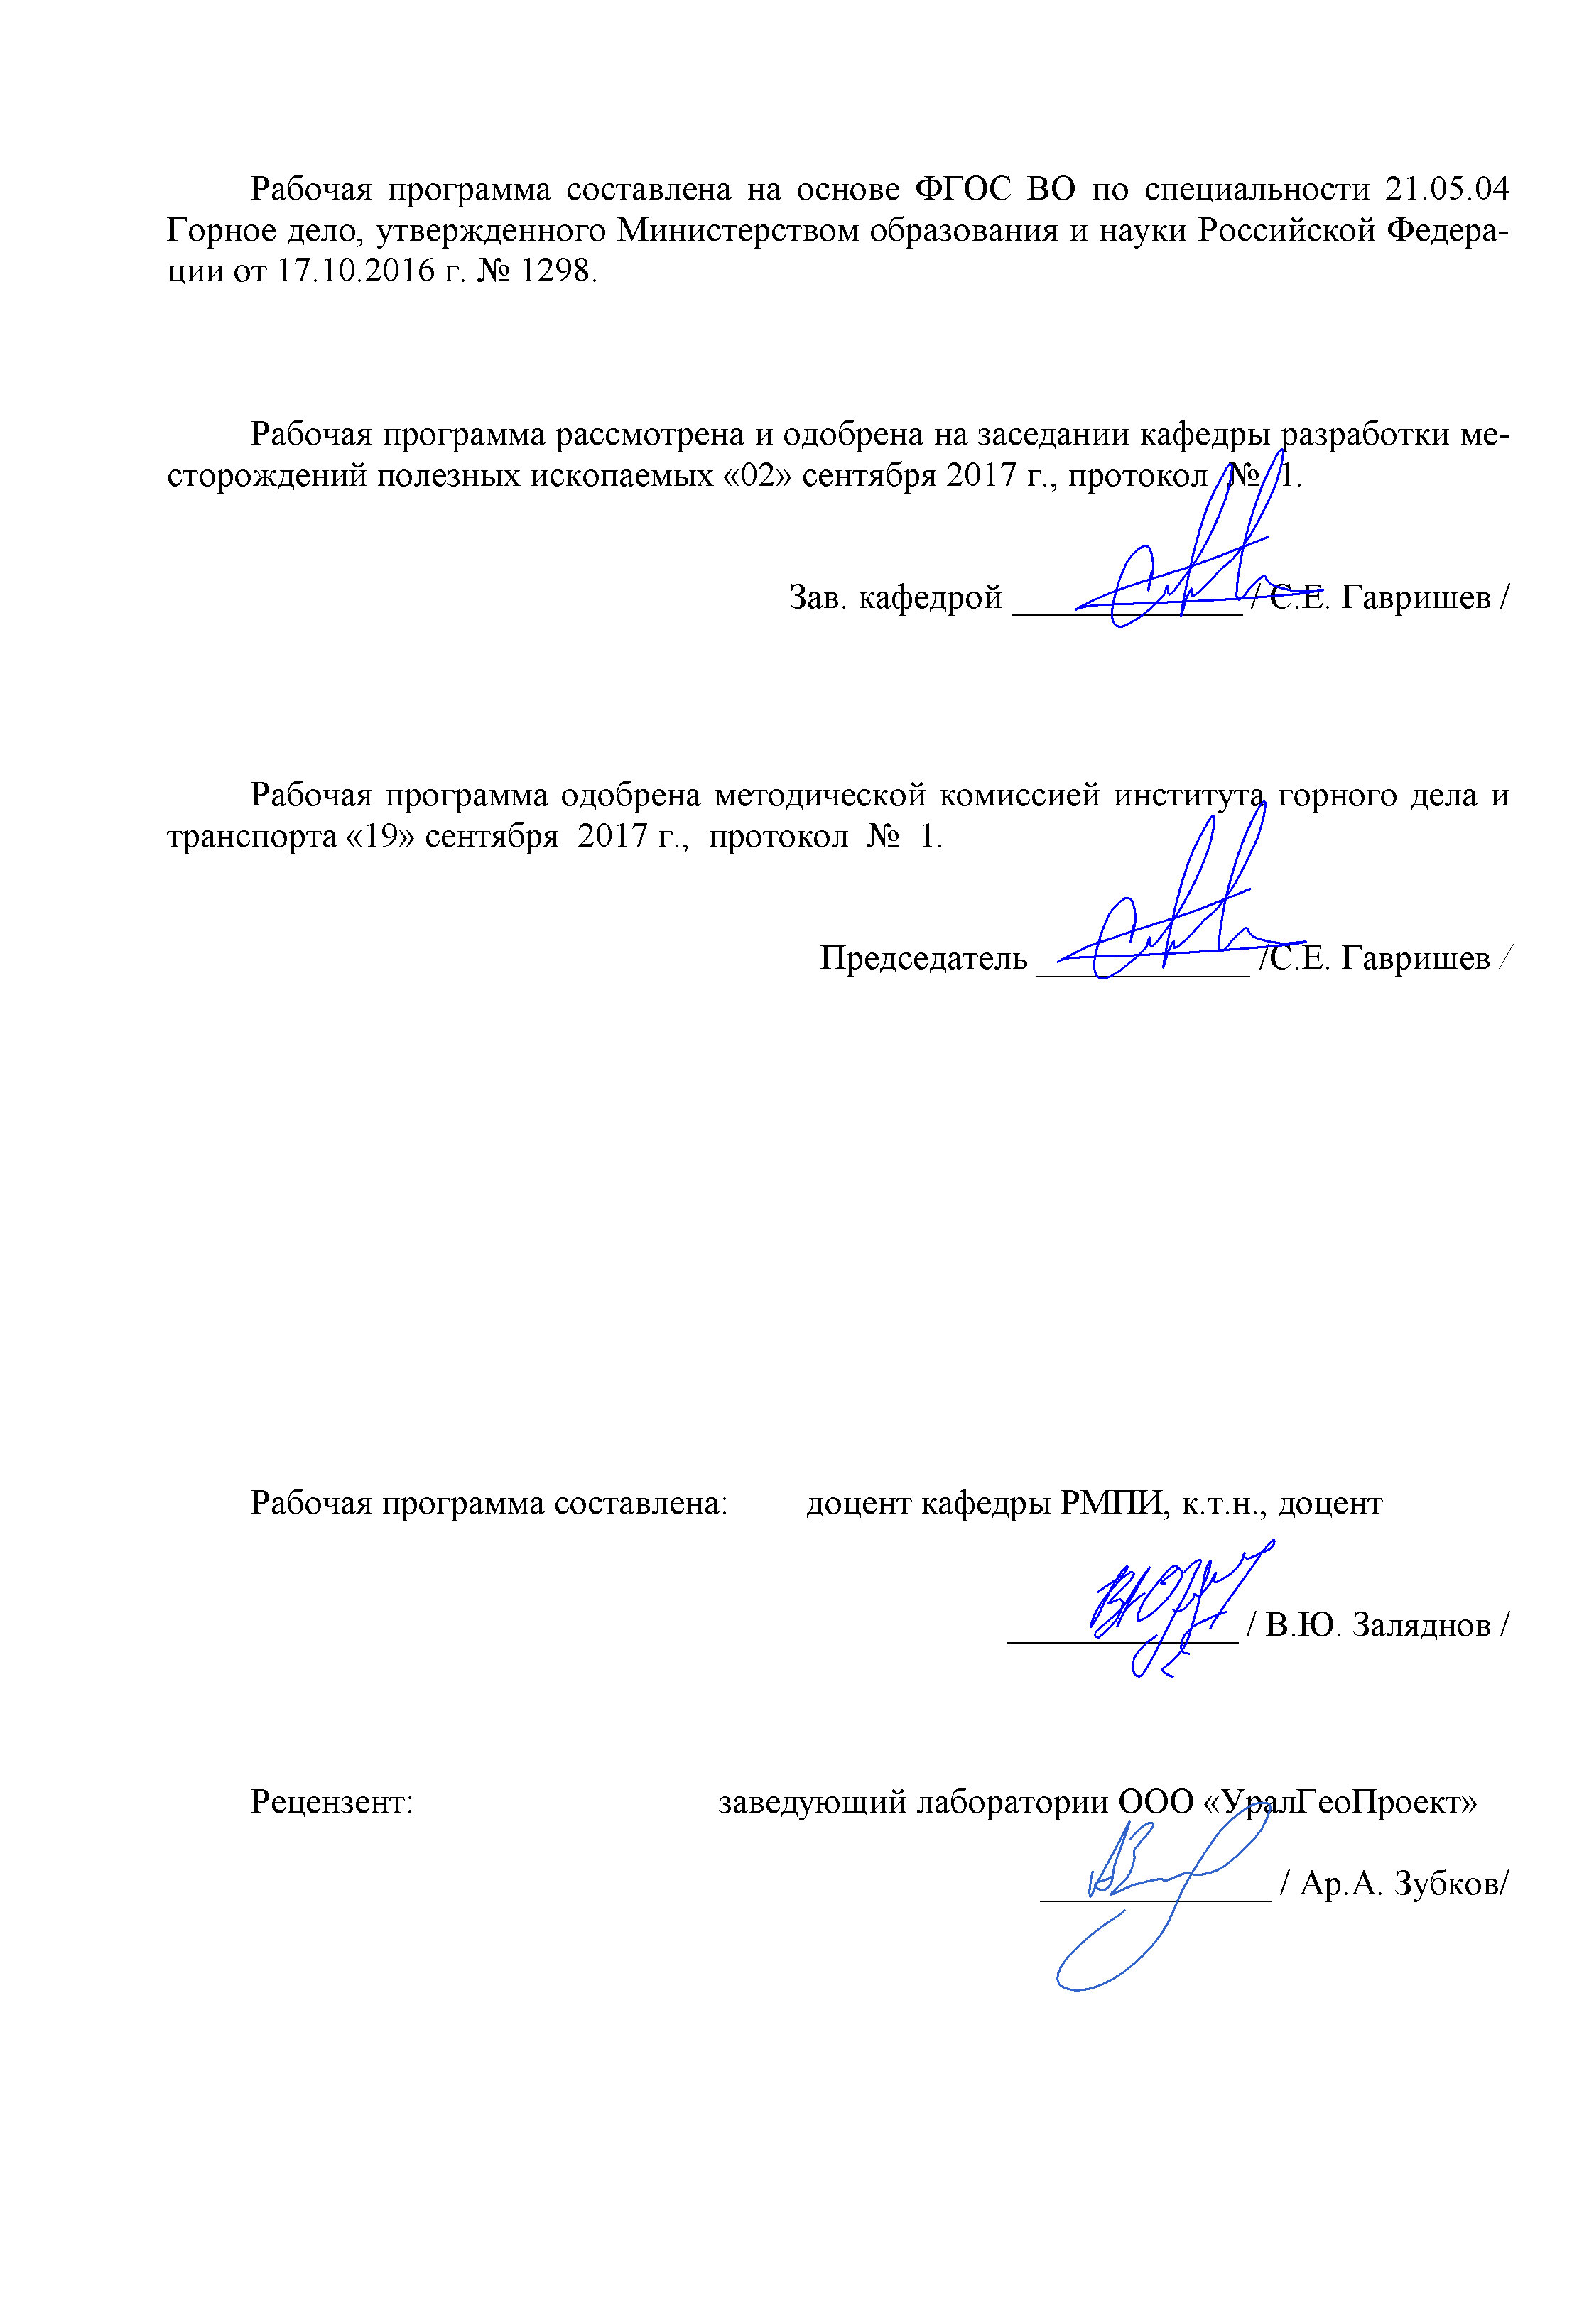 Рабочая программа составлена на основе ФГОС ВО по специальности 21.05.04
Горное дело, утвержденного Министерством образования и науки Российской Федера-
ции от 17.10.2016 г. № 1298.
Рабочая программа рассмотрена и одобрена на заседании кафедры разработки ме-
сторождений полезных ископаемых «02» сентября 2017 г., протокол № 1.
Зав. кафедрой _____________ / С.Е. Гавришев /
Рабочая программа одобрена методической комиссией института горного дела и
транспорта «19» сентября 2017 г., протокол № 1.
Председатель ____________ /С.Е. Гавришев /
Рабочая программа составлена: доцент кафедры РМПИ, к.т.н., доцент
_____________ / В.Ю. Заляднов /
Рецензент: заведующий лаборатории ООО «УралГеоПроект»
_____________ / Ар.А. Зубков/